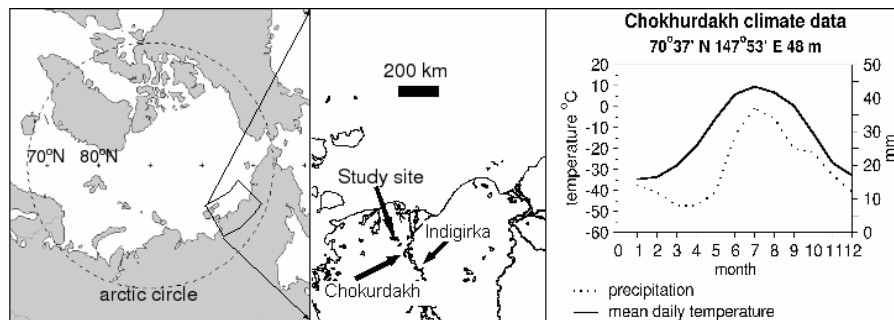 70°N 80°N
arctic circle
200 km
Study site
Indigirka
Chokurdakh
Chokhurdakh climate data
70°37' N 147°53' E 48 m
temperature °C
20
10
0
-10
-20
-30
-40
-50
-60
50
40
30
20
10
0
mm
0 1 2 3 4 5 6 7 8 9 10 11 12
month
precipitation
mean daily temperature